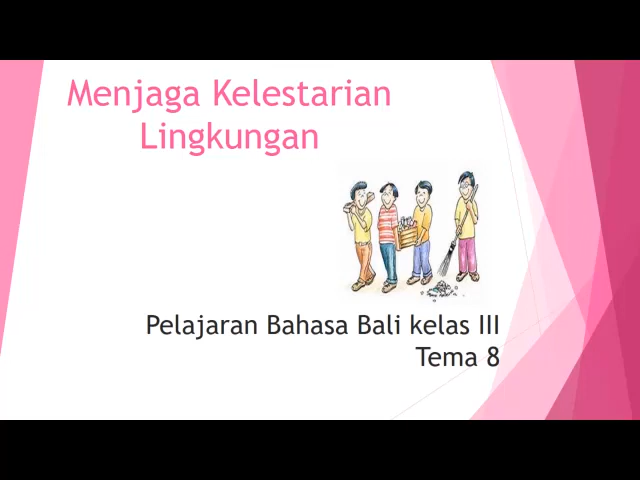 Menjaga Kelestarian
Lingkungan
Pelajaran Bahasa Bali kelas III
Tema 8